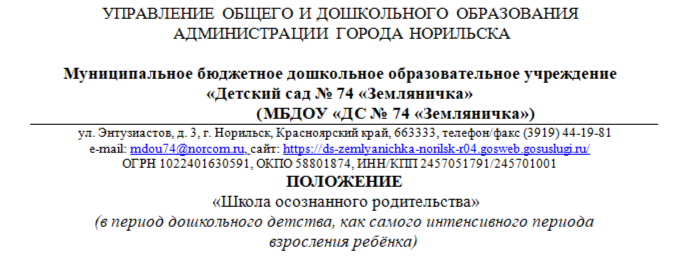 УПРАВЛЕНИЕ ОБЩЕГО И ДОШКОЛЬНОГО ОБРАЗОВАНИЯ
АДМИНИСТРАЦИИ ГОРОДА НОРИЛЬСКА
Муниципальное бюджетное дошкольное образовательное учреждение
«Детский сад № 74 «Земляничка»
(МБДОУ «ДС № 74 «Земляничка»)
ул. Энтузиастов, д. 3, г. Норильск, Красноярский край, 663333, телефон/факс (3919) 44-19-81
e-mail: mdou74@norcom.ru, сайт: https://ds-zemlyanichka-norilsk-r04.gosweb.gosuslugi.ru/
ОГРН 1022401630591, ОКПО 58801874, ИНН/КПП 2457051791/245701001
ПОЛОЖЕНИЕ
«Школа осознанного родительства»
(в период дошкольного детства, как самого интенсивного периода
взросления ребёнка)